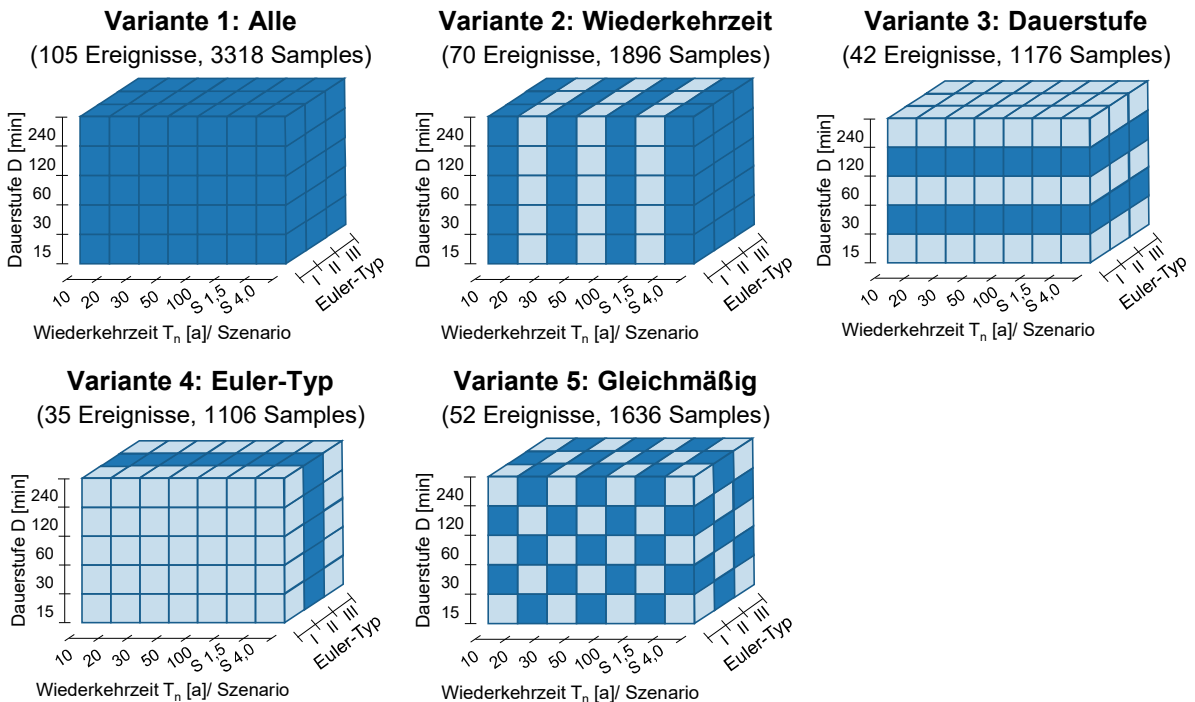 Variante 1: Alle
(105 Ereignisse, 3318 Samples)
Dauerstufe D [min]
240
120
60
30
15
10
20
30
50
100
S 1,5
S 4,0
I
II
III
Euler-Typ
Wiederkehrzeit Tn [a]/ Szenario
Variante 2: Wiederkehrzeit
(70 Ereignisse, 1896 Samples)
Dauerstufe D [min]
240
120
60
30
15
10
20
30
50
100
S 1,5
S 4,0
I
II
III
Euler-Typ
Wiederkehrzeit Tn [a]/ Szenario
Variante 3: Dauerstufe
(42 Ereignisse, 1176 Samples)
Dauerstufe D [min]
240
120
60
30
15
10
20
30
50
100
S 1,5
S 4,0
I
II
III
Euler-Typ
Wiederkehrzeit Tn [a]/ Szenario
Variante 4: Euler-Typ
(35 Ereignisse, 1106 Samples)
Dauerstufe D [min]
240
120
60
30
15
10
20
30
50
100
S 1,5
S 4,0
I
II
III
Euler-Typ
Wiederkehrzeit Tn [a]/ Szenario
Variante 5: Gleichmäßig
(52 Ereignisse, 1636 Samples)
Dauerstufe D [min]
240
120
60
30
15
10
20
30
50
100
S 1,5
S 4,0
I
II
III
Euler-Typ
Wiederkehrzeit Tn [a]/ Szenario